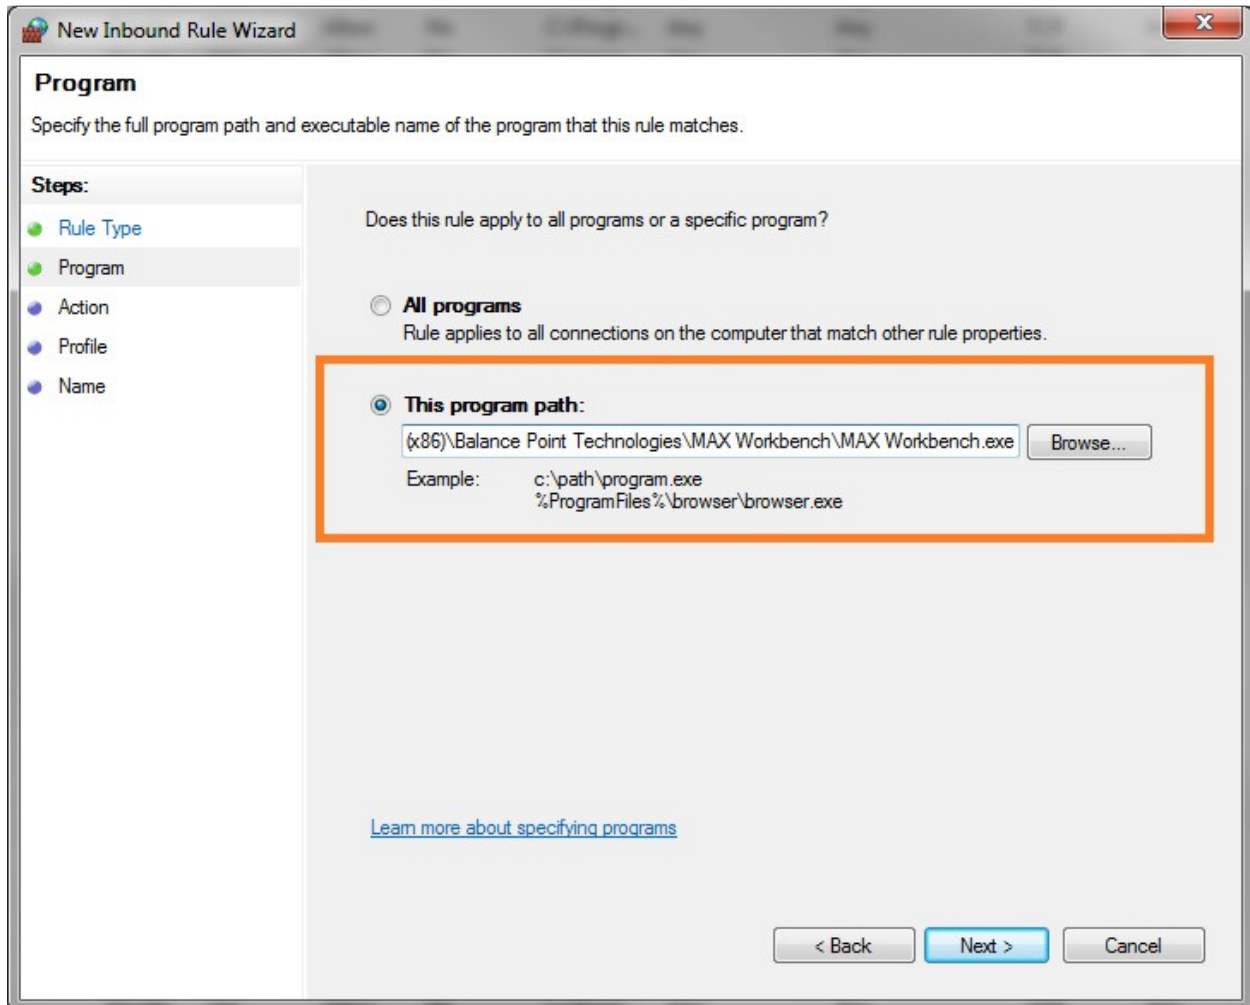 New Inbound Rule Wizard
Program
Specify the full program path and executable name of the program that this rule matches.
Steps:
Rule Type
Program
Action
Profile
Name
Does this rule apply to all programs or a specific program?
All programs
Rule applies to all connections on the computer that match other rule properties.
This program path:
(x86)\Balance Point Technologies\MAX Workbench\MAX Workbench.exe
Browse...
Example: c:\path\program.exe
%ProgramFiles%\browser\browser.exe
Learn more about specifying programs
< Back Next > Cancel